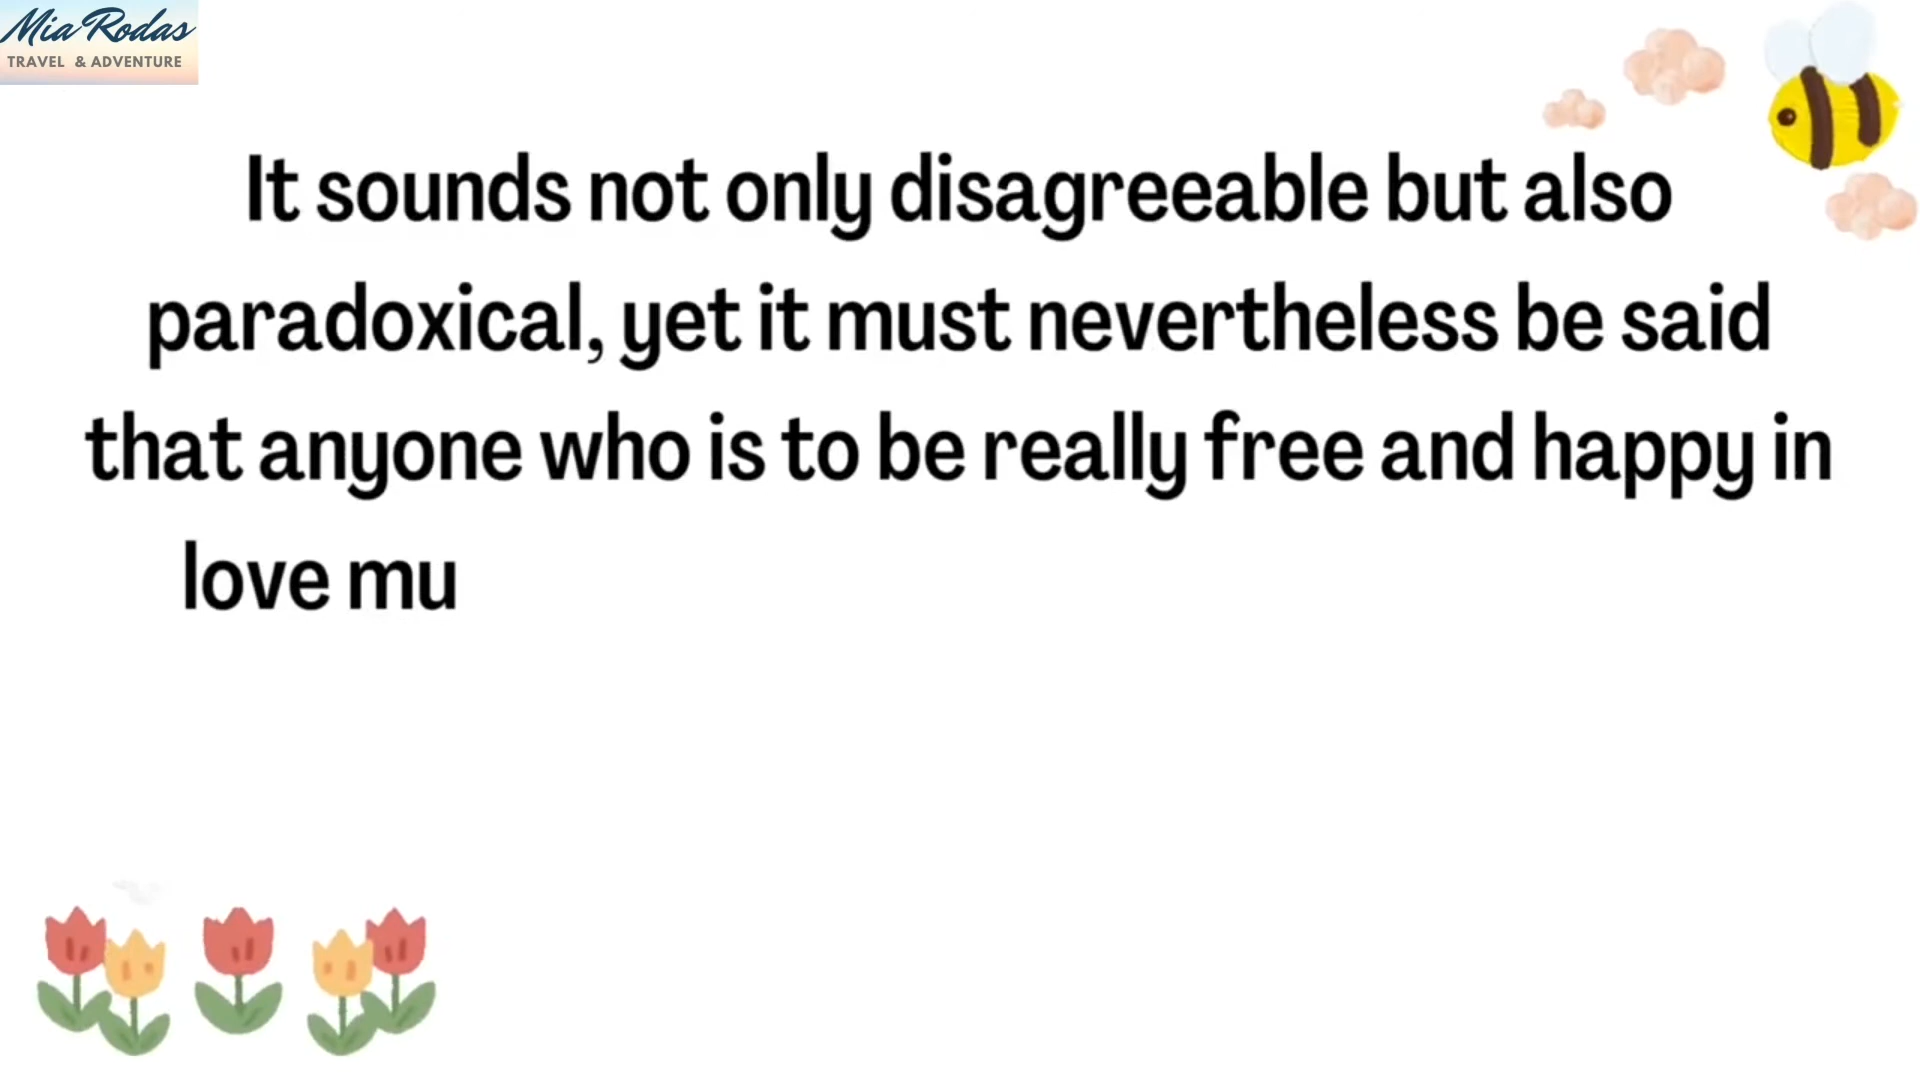 Mia Rodas
TRAVEL & ADVENTURE
It sounds not only disagreeable but also
paradoxical, yet it must nevertheless be said
that anyone who is to be really free and happy in
love mu